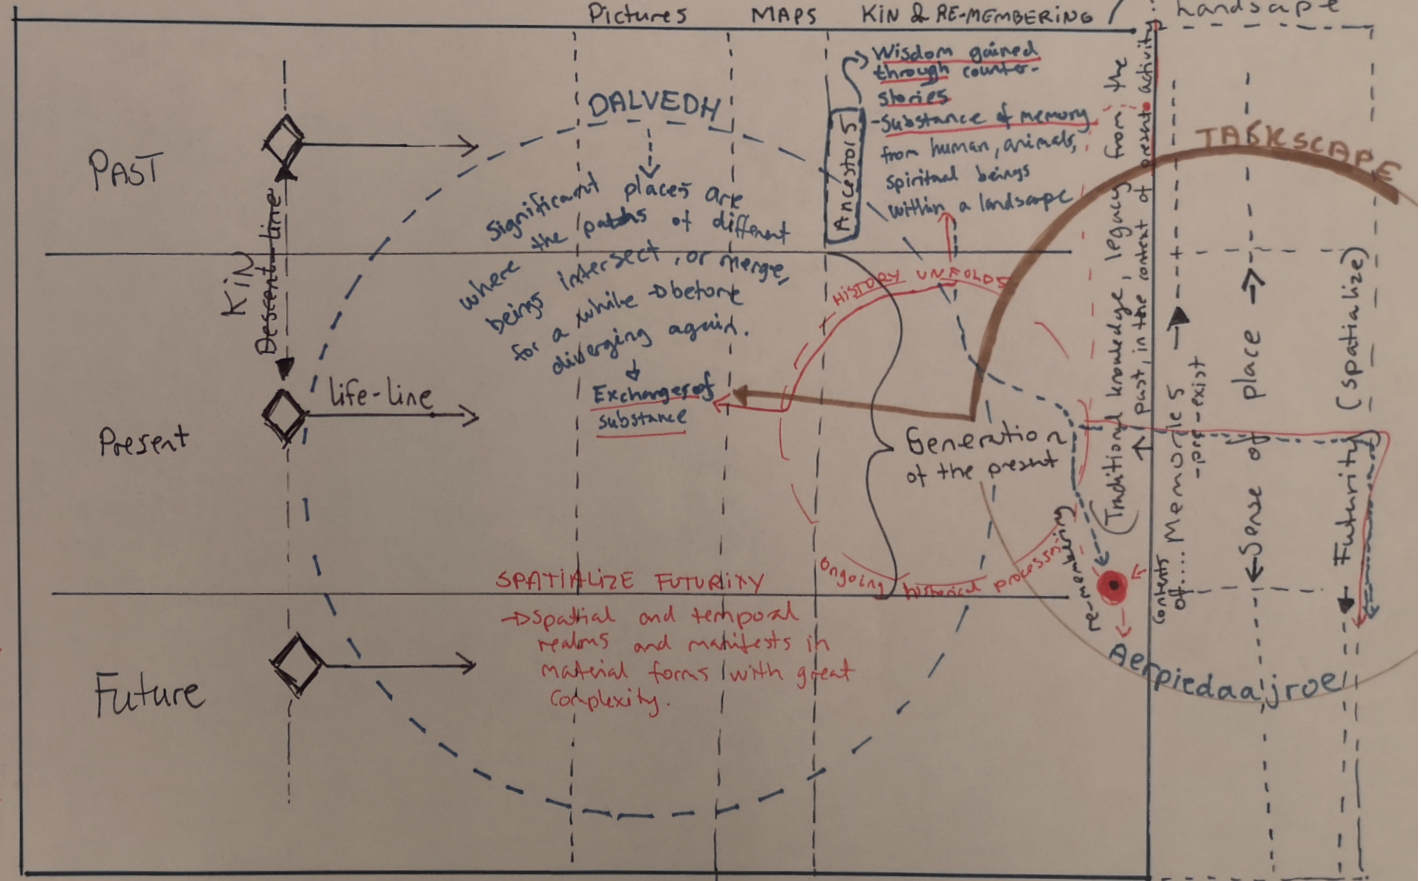 Pictures
MAPS
KiN & RE-MEMBERING /
Landscape
Wisdom gained
through counter-
stories
- Substance of memory
from human, animals,
spiritual beings
within a landscape
Ancestors
DALVEDH
Significant places are
where the paths of different
beings intersect, or merge,
for a while → before
diverging again.
Exchanges of
substance
PAST
KiN
Descent line
Present
life-line
Future
HISTORY UNFOLDS
Generation
of the present
Ongoing historical processing
re-membering
SPATIALIZE FUTURITY
→ spatial and temporal
realms and manifests in
material forms with great
complexity.
(Traditional knowledge, legacy from the
past, in the context of present activity.
TASKSCAPE
contents
of.... Memories
- pre-exist
Sense of place
Futurity (spatialize)
Aerpiedaajroe